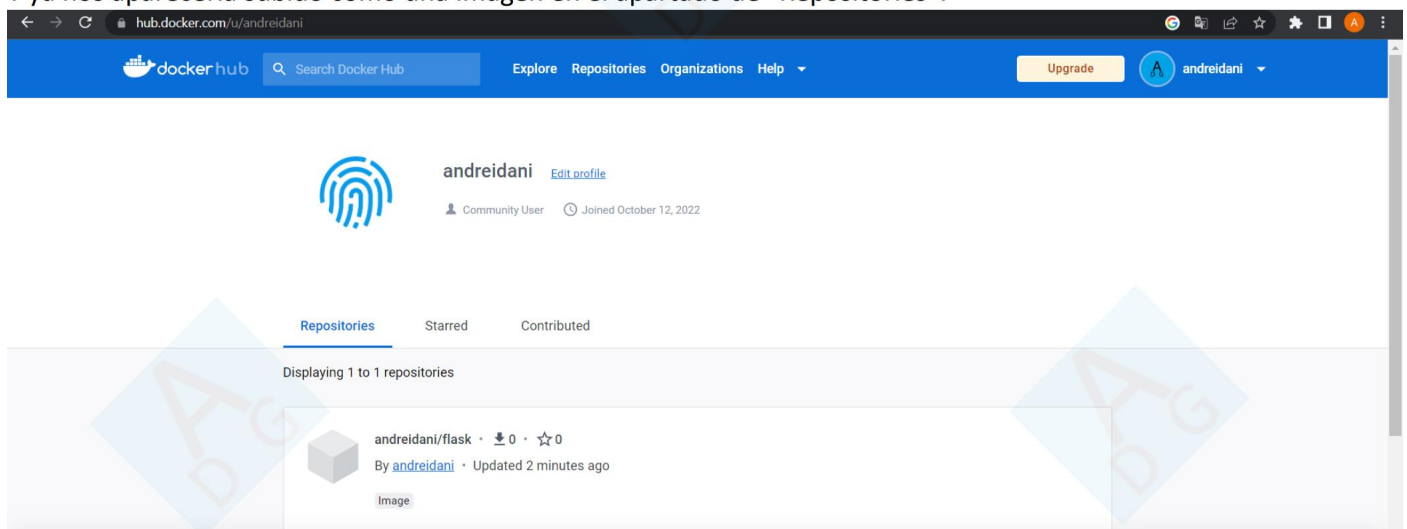 hub.docker.com/u/andreidani
A
dockerhub Search Docker Hub Explore Repositories Organizations Help Upgrade A andreidani
andreidani Edit profile
Community User Joined October 12, 2022
Repositories Starred Contributed
Displaying 1 to 1 repositories
andreidani/flask · 0 · 0
By andreidani · Updated 2 minutes ago
Image
A
D
G
A
D
G